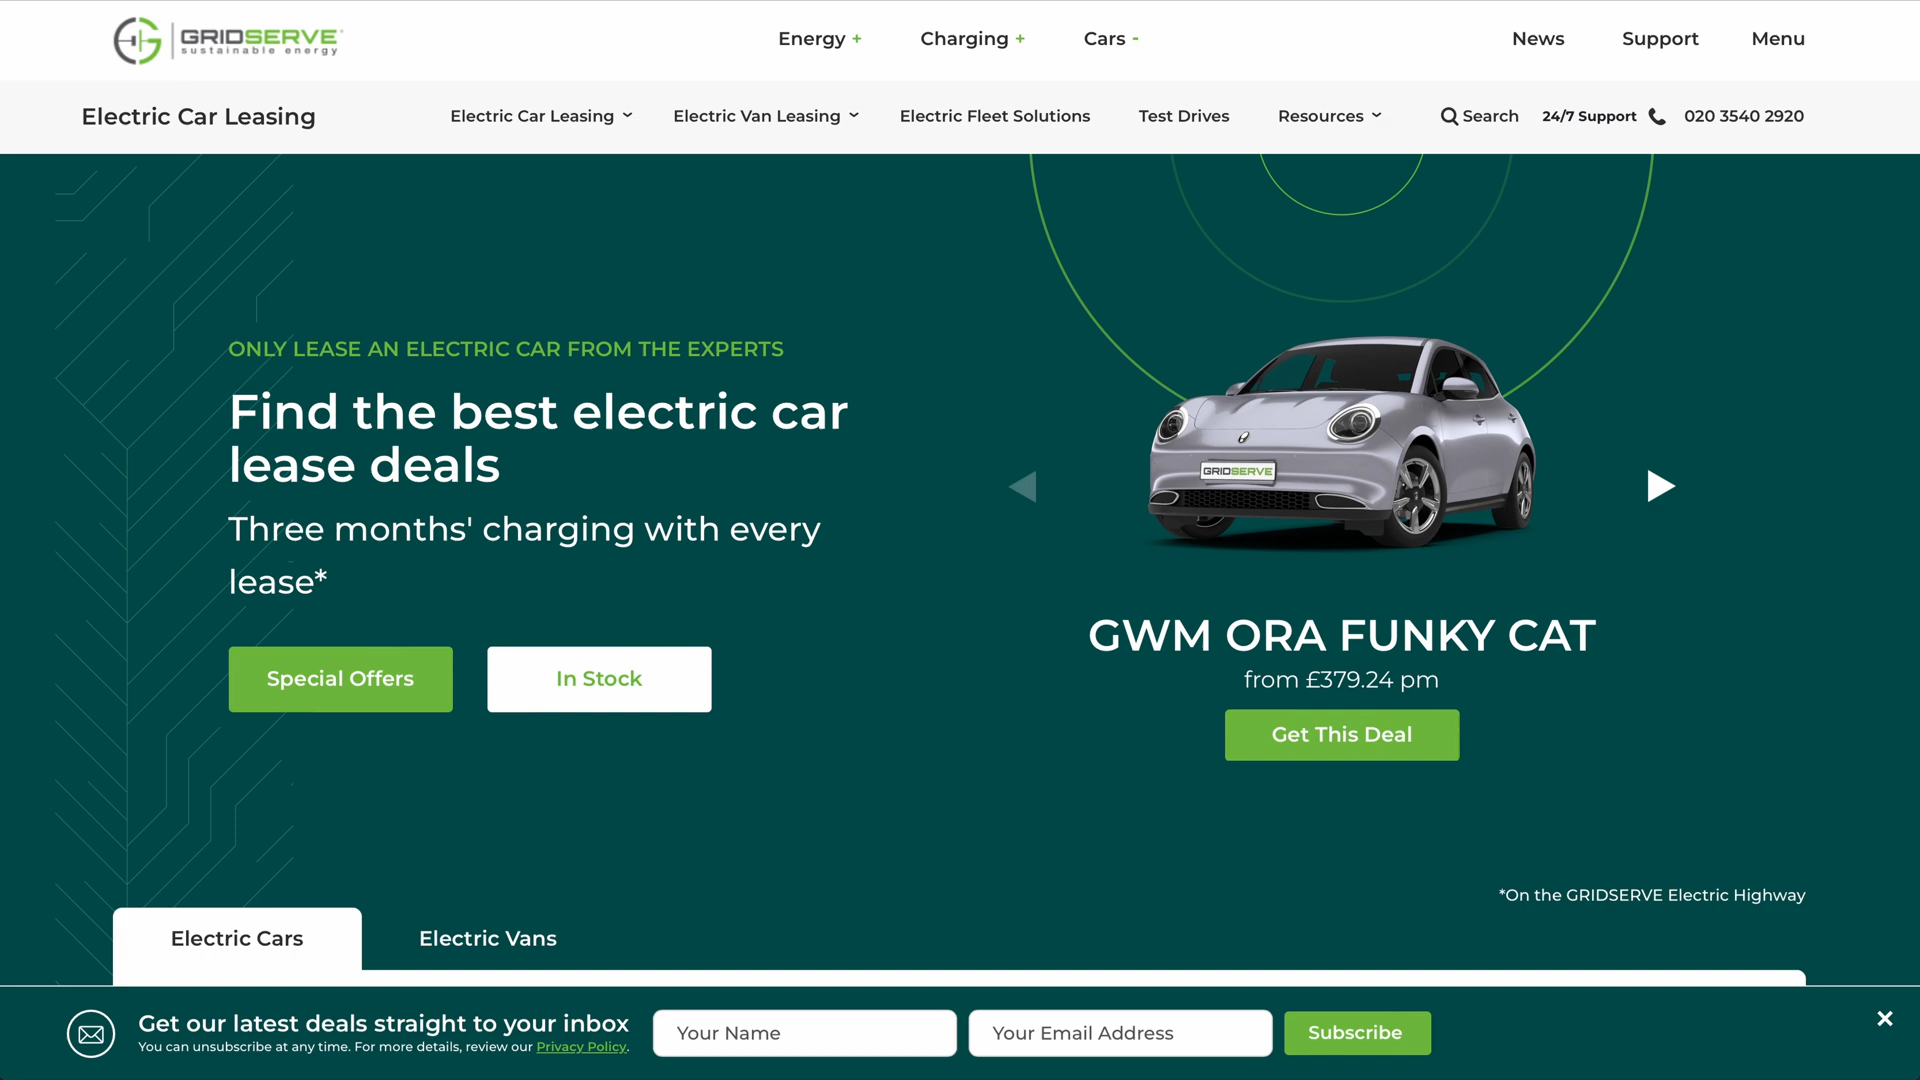 GRIDSERVE
sustainable energy
Energy +
Charging +
Cars -
News
Support
Menu
Electric Car Leasing
Electric Car Leasing
Electric Van Leasing
Electric Fleet Solutions
Test Drives
Resources
Search
24/7 Support
020 3540 2920
ONLY LEASE AN ELECTRIC CAR FROM THE EXPERTS
Find the best electric car
lease deals
Three months' charging with every
lease*
Special Offers
In Stock
GRIDSERVE
GWM ORA FUNKY CAT
from £379.24 pm
Get This Deal
*On the GRIDSERVE Electric Highway
Electric Cars
Electric Vans
Get our latest deals straight to your inbox
You can unsubscribe at any time. For more details, review our Privacy Policy.
Your Name
Your Email Address
Subscribe